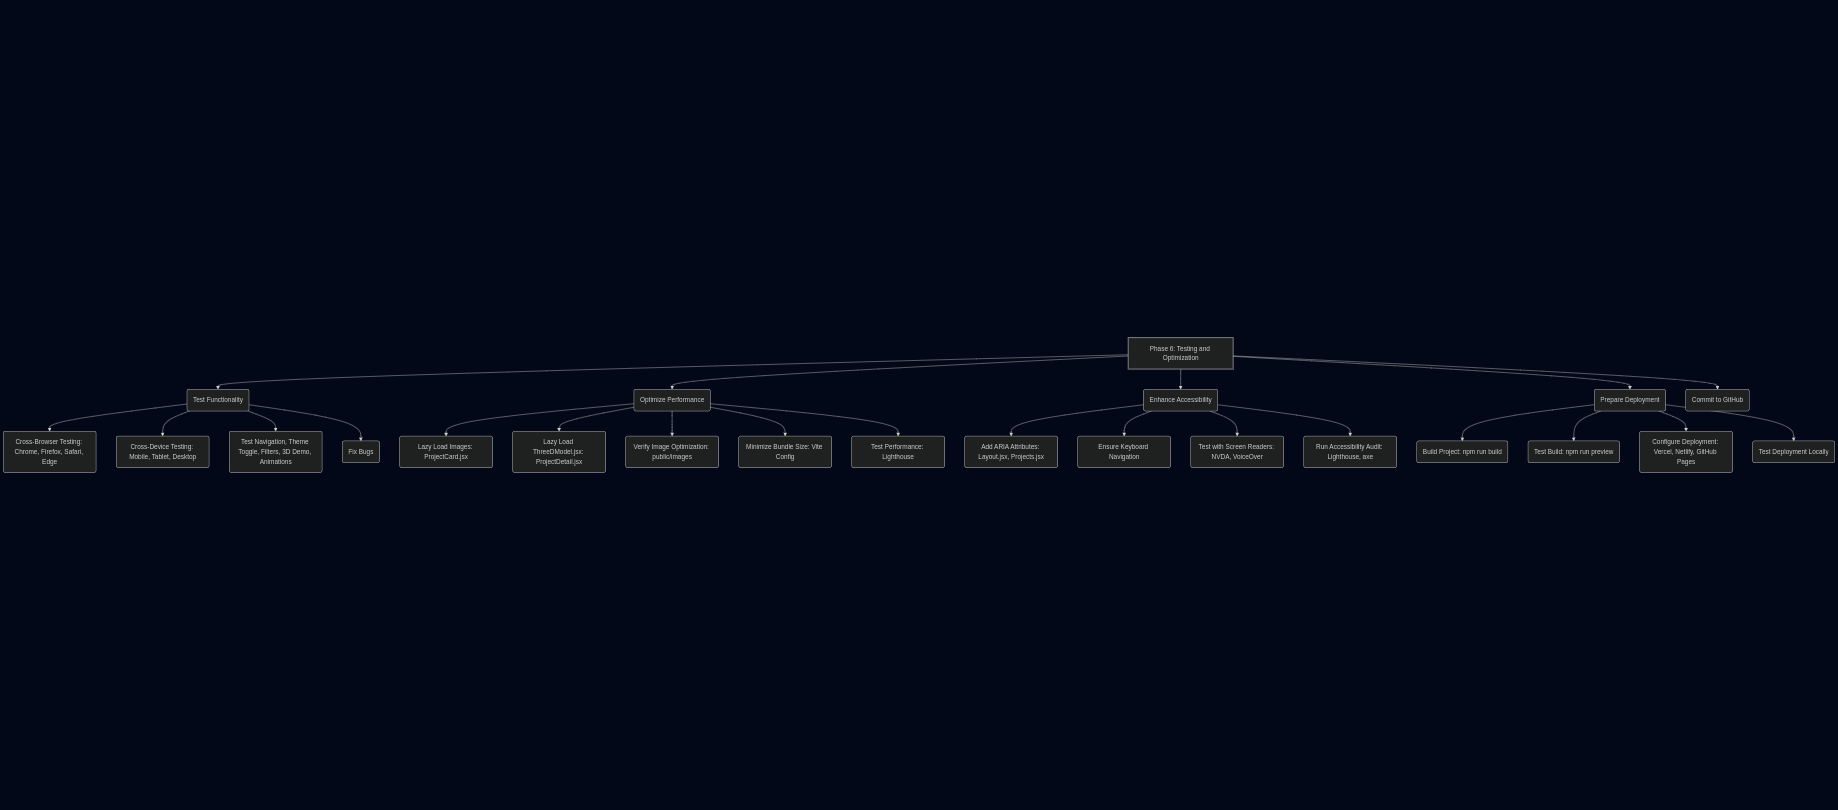 Phase 6: Testing and
Optimization
Test Functionality
Optimize Performance
Enhance Accessibility
Prepare Deployment
Commit to GitHub
Cross-Browser Testing:
Chrome, Firefox, Safari,
Edge
Cross-Device Testing:
Mobile, Tablet, Desktop
Test Navigation, Theme
Toggle, Filters, 3D Demo,
Animations
Fix Bugs
Lazy Load Images:
ProjectCard.jsx
Lazy Load
ThreeDModel.jsx:
ProjectDetail.jsx
Verify Image Optimization:
public/images
Minimize Bundle Size: Vite
Config
Test Performance:
Lighthouse
Add ARIA Attributes:
Layout.jsx, Projects.jsx
Ensure Keyboard
Navigation
Test with Screen Readers:
NVDA, VoiceOver
Run Accessibility Audit:
Lighthouse, axe
Build Project: npm run build
Test Build: npm run preview
Configure Deployment:
Vercel, Netlify, GitHub
Pages
Test Deployment Locally